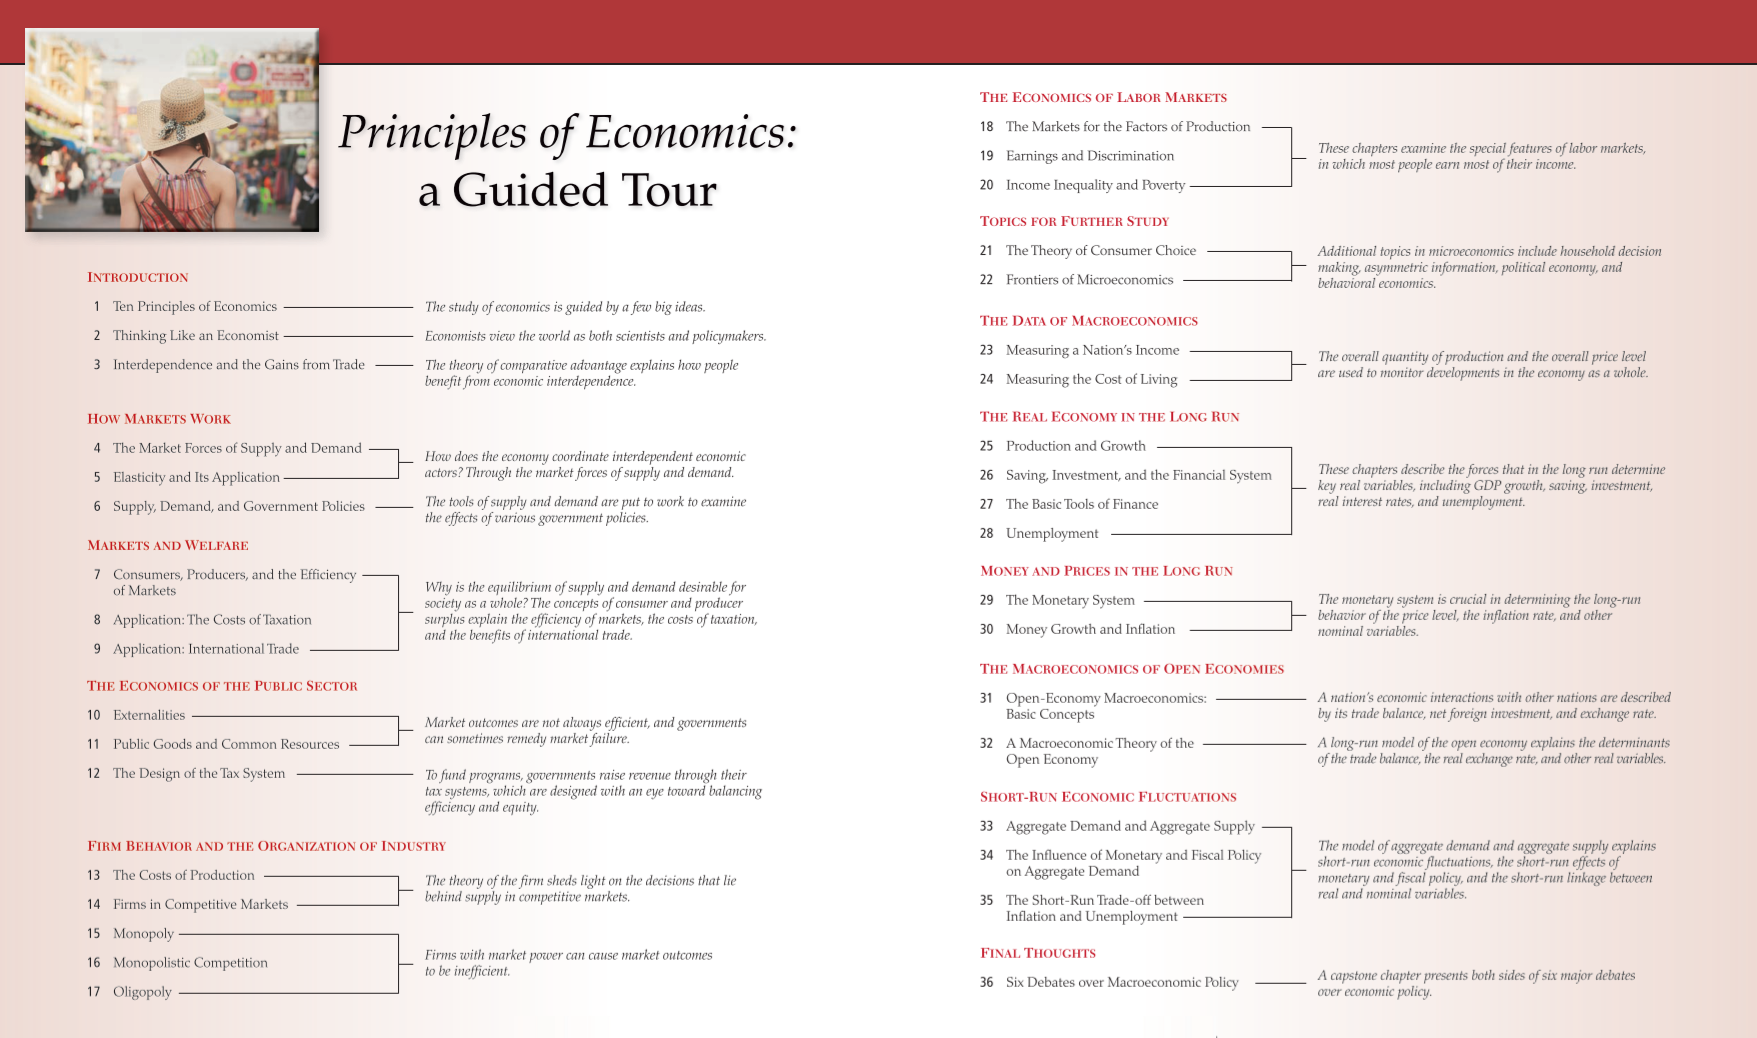 Principles of Economics:
a Guided Tour
INTRODUCTION
1 Ten Principles of Economics
The study of economics is guided by a few big ideas.
2 Thinking Like an Economist
Economists view the world as both scientists and policymakers.
3 Interdependence and the Gains from Trade
The theory of comparative advantage explains how people
benefit from economic interdependence.
HOW MARKETS WORK
4 The Market Forces of Supply and Demand
5 Elasticity and Its Application
How does the economy coordinate interdependent economic
actors? Through the market forces of supply and demand.
6 Supply, Demand, and Government Policies
The tools of supply and demand are put to work to examine
the effects of various government policies.
MARKETS AND WELFARE
7 Consumers, Producers, and the Efficiency
of Markets
8 Application: The Costs of Taxation
9 Application: International Trade
Why is the equilibrium of supply and demand desirable for
society as a whole? The concepts of consumer and producer
surplus explain the efficiency of markets, the costs of taxation,
and the benefits of international trade.
THE ECONOMICS OF THE PUBLIC SECTOR
10 Externalities
11 Public Goods and Common Resources
Market outcomes are not always efficient, and governments
can sometimes remedy market failure.
12 The Design of the Tax System
To fund programs, governments raise revenue through their
tax systems, which are designed with an eye toward balancing
efficiency and equity.
FIRM BEHAVIOR AND THE ORGANIZATION OF INDUSTRY
13 The Costs of Production
14 Firms in Competitive Markets
The theory of the firm sheds light on the decisions that lie
behind supply in competitive markets.
15 Monopoly
16 Monopolistic Competition
17 Oligopoly
Firms with market power can cause market outcomes
to be inefficient.
THE ECONOMICS OF LABOR MARKETS
18 The Markets for the Factors of Production
19 Earnings and Discrimination
20 Income Inequality and Poverty
These chapters examine the special features of labor markets,
in which most people earn most of their income.
TOPICS FOR FURTHER STUDY
21 The Theory of Consumer Choice
22 Frontiers of Microeconomics
Additional topics in microeconomics include household decision
making, asymmetric information, political economy, and
behavioral economics.
THE DATA OF MACROECONOMICS
23 Measuring a Nation's Income
24 Measuring the Cost of Living
The overall quantity of production and the overall price level
are used to monitor developments in the economy as a whole.
THE REAL ECONOMY IN THE LONG RUN
25 Production and Growth
26 Saving, Investment, and the Financial System
27 The Basic Tools of Finance
28 Unemployment
These chapters describe the forces that in the long run determine
key real variables, including GDP growth, saving, investment,
real interest rates, and unemployment.
MONEY AND PRICES IN THE LONG RUN
29 The Monetary System
30 Money Growth and Inflation
The monetary system is crucial in determining the long-run
behavior of the price level, the inflation rate, and other
nominal variables.
THE MACROECONOMICS OF OPEN ECONOMIES
31 Open-Economy Macroeconomics:
Basic Concepts
A nation's economic interactions with other nations are described
by its trade balance, net foreign investment, and exchange rate.
32 A Macroeconomic Theory of the
Open Economy
A long-run model of the open economy explains the determinants
of the trade balance, the real exchange rate, and other real variables.
SHORT-RUN ECONOMIC FLUCTUATIONS
33 Aggregate Demand and Aggregate Supply
34 The Influence of Monetary and Fiscal Policy
on Aggregate Demand
35 The Short-Run Trade-off between
Inflation and Unemployment
The model of aggregate demand and aggregate supply explains
short-run economic fluctuations, the short-run effects of
monetary and fiscal policy, and the short-run linkage between
real and nominal variables.
FINAL THOUGHTS
36 Six Debates over Macroeconomic Policy
A capstone chapter presents both sides of six major debates
over economic policy.